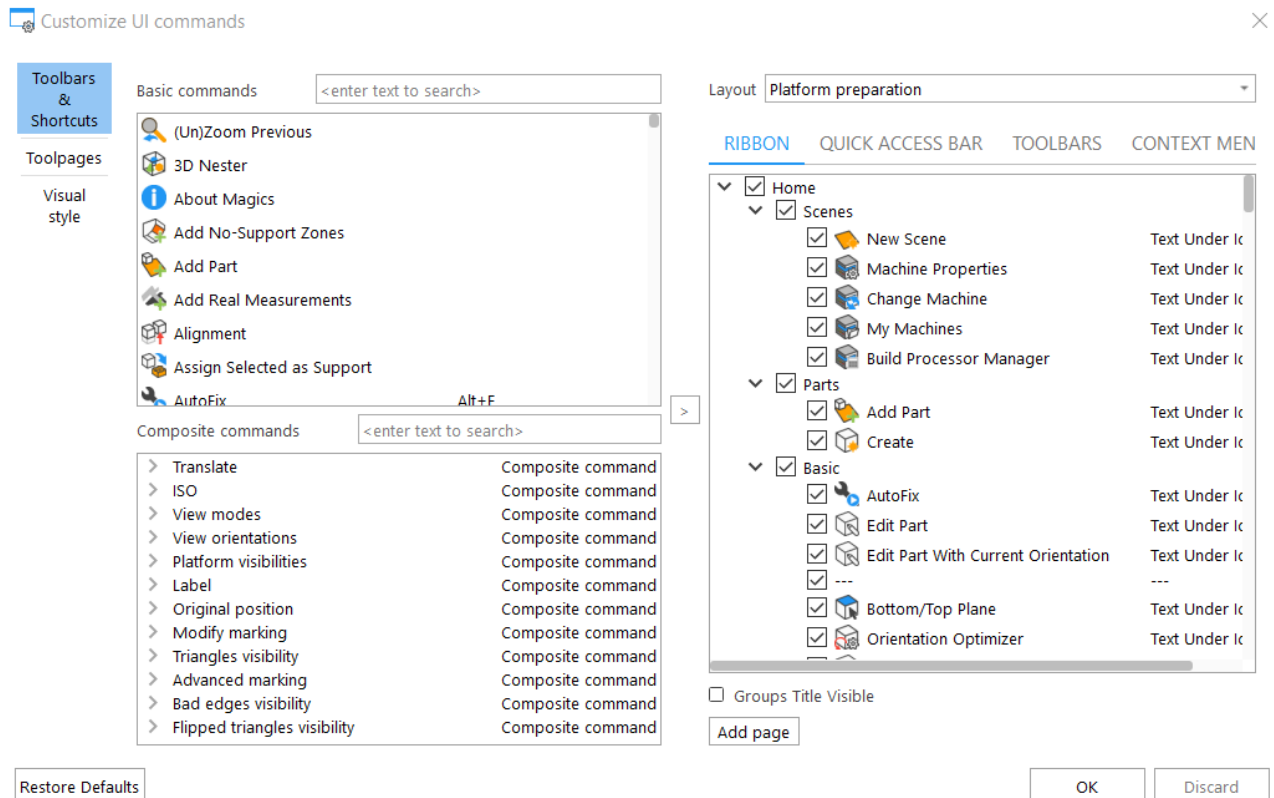 Customize UI commands
Toolbars
&
Shortcuts
Toolpages
Visual
style
Basic commands
<enter text to search>
(Un)Zoom Previous
3D Nester
About Magics
Add No-Support Zones
Add Part
Add Real Measurements
Alignment
Assign Selected as Support
AutoFix Alt+F
Composite commands
<enter text to search>
Translate Composite command
ISO Composite command
View modes Composite command
View orientations Composite command
Platform visibilities Composite command
Label Composite command
Original position Composite command
Modify marking Composite command
Triangles visibility Composite command
Advanced marking Composite command
Bad edges visibility Composite command
Flipped triangles visibility Composite command
>
Layout Platform preparation
RIBBON QUICK ACCESS BAR TOOLBARS CONTEXT MEN
Home
Scenes
New Scene Text Under Ic
Machine Properties Text Under Ic
Change Machine Text Under Ic
My Machines Text Under Ic
Build Processor Manager Text Under Ic
Parts
Add Part Text Under Ic
Create Text Under Ic
Basic
AutoFix Text Under Ic
Edit Part Text Under Ic
Edit Part With Current Orientation Text Under Ic
--- ---
Bottom/Top Plane Text Under Ic
Orientation Optimizer Text Under Ic
Groups Title Visible
Add page
Restore Defaults
OK
Discard